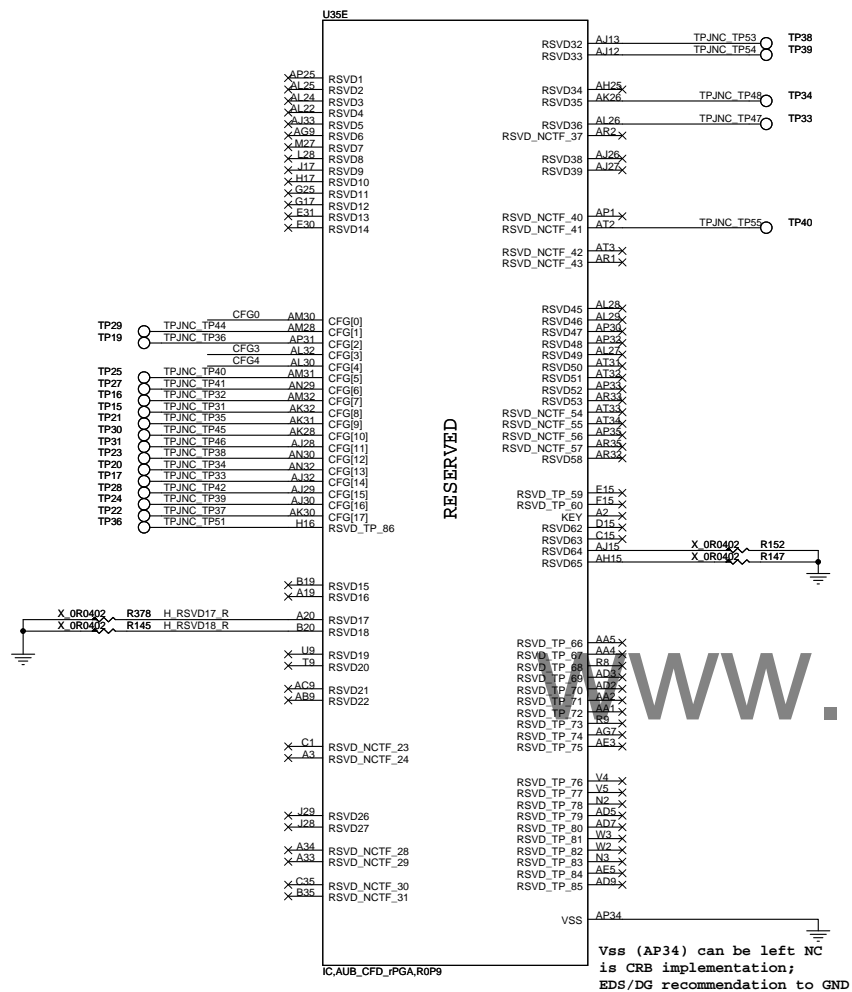 U35E
AP25 RSVD1
AL25 RSVD2
AL24 RSVD3
AL22 RSVD4
AJ33 RSVD5
AG9 RSVD6
M27 RSVD7
L28 RSVD8
J17 RSVD9
H17 RSVD10
G25 RSVD11
G17 RSVD12
E31 RSVD13
E30 RSVD14
CFG0 AM30 CFG[0]
TP29 TPJNC_TP44 AM28 CFG[1]
TP19 TPJNC_TP36 AP31 CFG[2]
CFG3 AL32 CFG[3]
CFG4 AL30 CFG[4]
TP25 TPJNC_TP40 AM31 CFG[5]
TP27 TPJNC_TP41 AN29 CFG[6]
TP16 TPJNC_TP32 AM32 CFG[7]
TP15 TPJNC_TP31 AK32 CFG[8]
TP21 TPJNC_TP35 AK31 CFG[9]
TP30 TPJNC_TP45 AK28 CFG[10]
TP31 TPJNC_TP46 AJ28 CFG[11]
TP23 TPJNC_TP38 AN30 CFG[12]
TP20 TPJNC_TP34 AN32 CFG[13]
TP17 TPJNC_TP33 AJ32 CFG[14]
TP28 TPJNC_TP42 AJ29 CFG[15]
TP24 TPJNC_TP39 AJ30 CFG[16]
TP22 TPJNC_TP37 AK30 CFG[17]
TP36 TPJNC_TP51 H16 RSVD_TP_86
B19 RSVD15
A19 RSVD16
X_0R0402 R378 H_RSVD17_R A20 RSVD17
X_0R0402 R145 H_RSVD18_R B20 RSVD18
U9 RSVD19
T9 RSVD20
AC9 RSVD21
AB9 RSVD22
C1 RSVD_NCTF_23
A3 RSVD_NCTF_24
J29 RSVD26
J28 RSVD27
A34 RSVD_NCTF_28
A33 RSVD_NCTF_29
C35 RSVD_NCTF_30
B35 RSVD_NCTF_31
RESERVED
RSVD32 AJ13 TPJNC_TP53 TP38
RSVD33 AJ12 TPJNC_TP54 TP39
RSVD34 AH25
RSVD35 AK26 TPJNC_TP48 TP34
RSVD36 AL26 TPJNC_TP47 TP33
RSVD_NCTF_37 AR2
RSVD38 AJ26
RSVD39 AJ27
RSVD_NCTF_40 AP1
RSVD_NCTF_41 AT2 TPJNC_TP55 TP40
RSVD_NCTF_42 AT3
RSVD_NCTF_43 AR1
RSVD45 AL28
RSVD46 AL29
RSVD47 AP30
RSVD48 AP32
RSVD49 AL27
RSVD50 AT31
RSVD51 AT32
RSVD52 AP33
RSVD53 AR33
RSVD_NCTF_54 AT33
RSVD_NCTF_55 AT34
RSVD_NCTF_56 AP35
RSVD_NCTF_57 AR35
RSVD58 AR32
RSVD_TP_59 E15
RSVD_TP_60 F15
KEY A2
RSVD62 D15
RSVD63 C15
RSVD64 AJ15 X_0R0402 R152
RSVD65 AH15 X_0R0402 R147
RSVD_TP_66 AA5
RSVD_TP_67 AA4
RSVD_TP_68 R8
RSVD_TP_69 AD3
RSVD_TP_70 AD2
RSVD_TP_71 AA2
RSVD_TP_72 AA1
RSVD_TP_73 R9
RSVD_TP_74 AG7
RSVD_TP_75 AE3
www.
RSVD_TP_76 V4
RSVD_TP_77 V5
RSVD_TP_78 N2
RSVD_TP_79 AD5
RSVD_TP_80 AD7
RSVD_TP_81 W3
RSVD_TP_82 W2
RSVD_TP_83 N3
RSVD_TP_84 AE5
RSVD_TP_85 AD9
VSS AP34
IC,AUB_CFD_rPGA,R0P9
Vss (AP34) can be left NC
is CRB implementation;
EDS/DG recommendation to GND